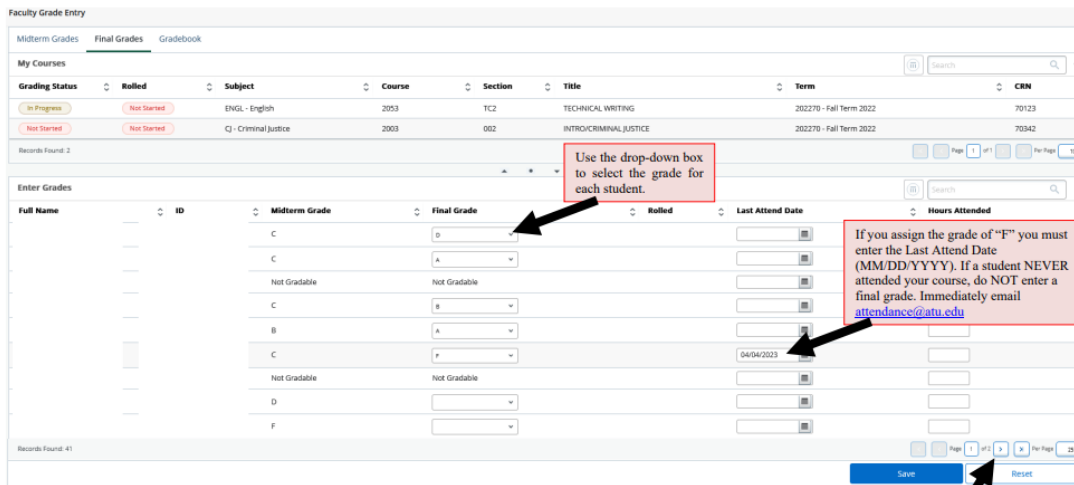 Faculty Grade Entry
Midterm Grades Final Grades Gradebook
My Courses Search
Grading Status Rolled Subject Course Section Title Term CRN
In Progress Not Started ENGL - English 2053 TC2 TECHNICAL WRITING 202270 - Fall Term 2022 70123
Not Started Not Started CJ - Criminal Justice 2003 002 INTRO/CRIMINAL JUSTICE 202270 - Fall Term 2022 70342
Records Found: 2 Page 1 of 1 Per Page
Use the drop-down box
to select the grade for
each student.
Enter Grades Search
Full Name ID Midterm Grade Final Grade Rolled Last Attend Date Hours Attended
C D
C A
Not Gradable Not Gradable
C B
B A
C F 04/04/2023
Not Gradable Not Gradable
D
F
If you assign the grade of “F” you must
enter the Last Attend Date
(MM/DD/YYYY). If a student NEVER
attended your course, do NOT enter a
final grade. Immediately email
attendance@atu.edu
Records Found: 41 Page 1 of 2 Per Page 25
Save Reset